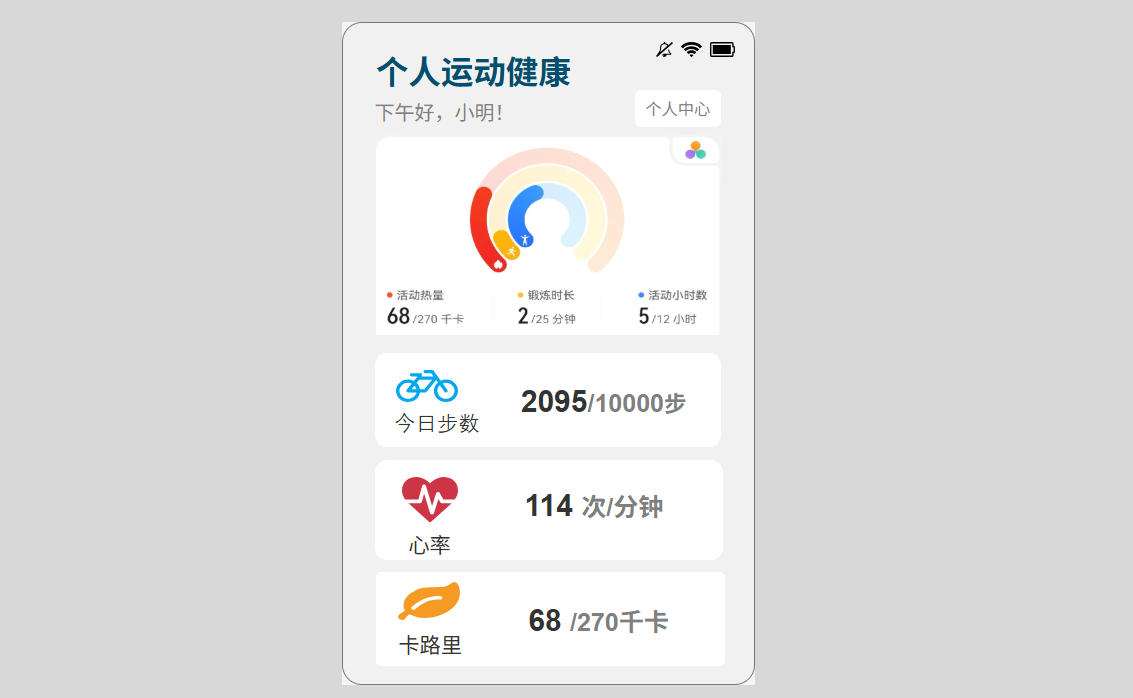 个人运动健康
下午好，小明！
个人中心
活动热量 锻炼时长 活动小时数
68/270 千卡 2/25 分钟 5/12 小时
2095/10000步
今日步数
114 次/分钟
心率
68 /270千卡
卡路里